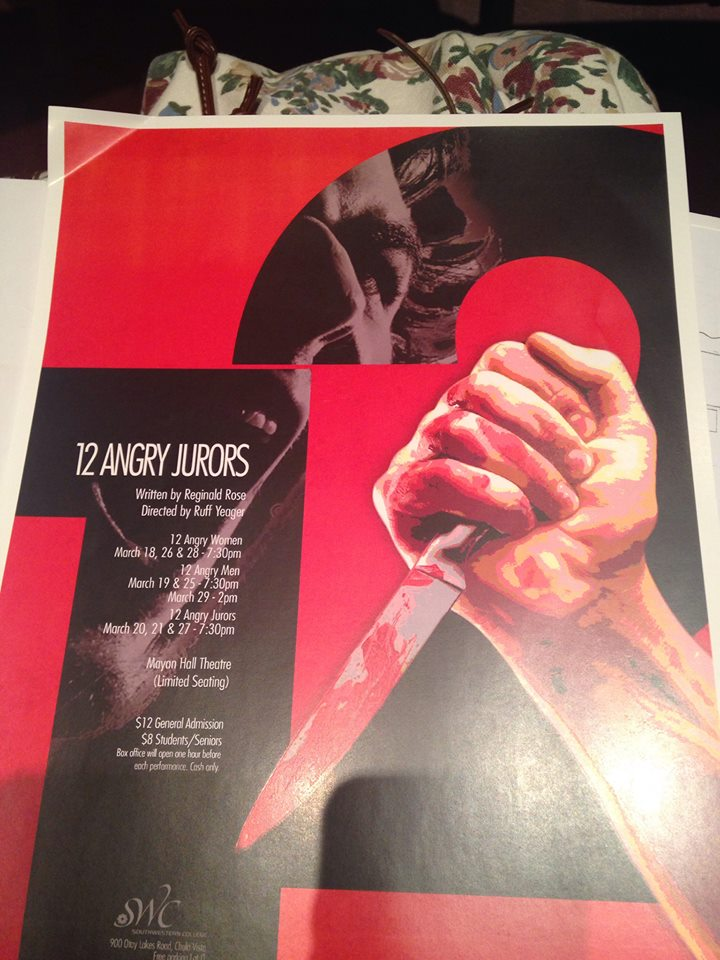 12 ANGRY JURORS
Written by Reginald Rose
Directed by Ruff Yeager
12 Angry Women
March 18, 26 & 28 - 7:30pm
12 Angry Men
March 19 & 25 - 7:30pm
March 29 - 2pm
12 Angry Jurors
March 20, 21 & 27 - 7:30pm
Mayan Hall Theatre
(Limited Seating)
$12 General Admission
$8 Students/Seniors
Box office will open one hour before
each performance. Cash only.
SWC
SOUTHWESTERN COLLEGE
900 Otay Lakes Road, Chula Vista
Free parking Lot O